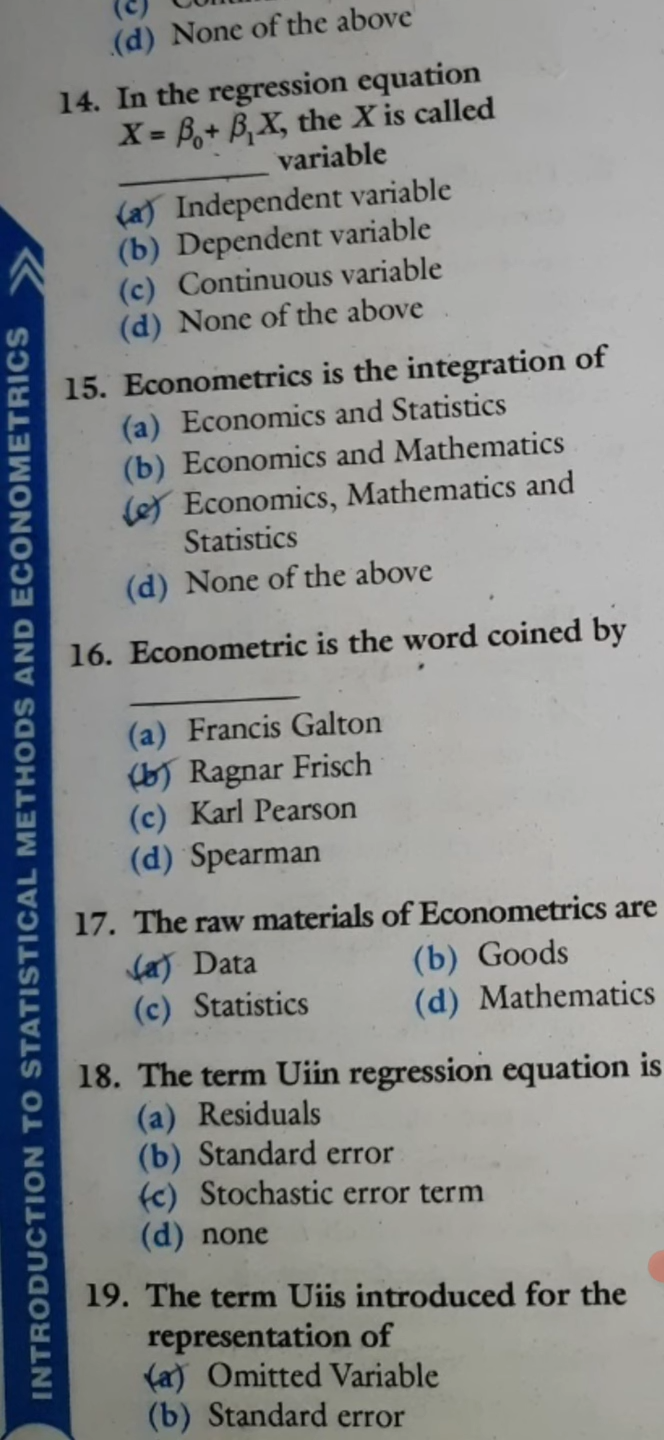 (c)
(d) None of the above
14. In the regression equation
X = β₀+ β₁X, the X is called
__________ variable
(a) Independent variable
(b) Dependent variable
(c) Continuous variable
(d) None of the above
15. Econometrics is the integration of
(a) Economics and Statistics
(b) Economics and Mathematics
(c) Economics, Mathematics and
Statistics
(d) None of the above
16. Econometric is the word coined by
__________
(a) Francis Galton
(b) Ragnar Frisch
(c) Karl Pearson
(d) Spearman
17. The raw materials of Econometrics are
(a) Data (b) Goods
(c) Statistics (d) Mathematics
18. The term Uiin regression equation is
(a) Residuals
(b) Standard error
(c) Stochastic error term
(d) none
19. The term Uiis introduced for the
representation of
(a) Omitted Variable
(b) Standard error
INTRODUCTION TO STATISTICAL METHODS AND ECONOMETRICS